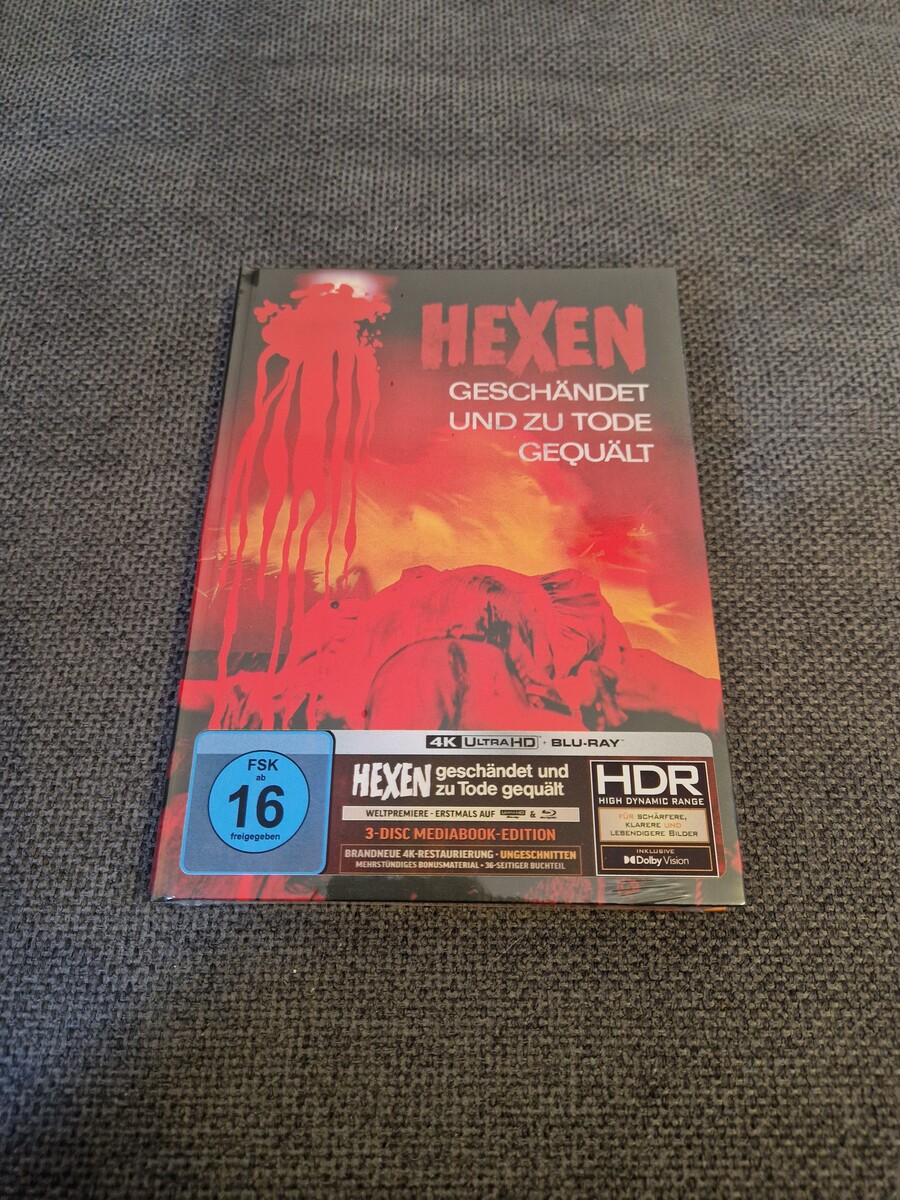 HEXEN
GESCHÄNDET
UND ZU TODE
GEQUÄLT
4K ULTRA HD + BLU-RAY™
FSK
ab
16
freigegeben
HEXEN geschändet und
zu Tode gequält
WELTPREMIERE - ERSTMALS AUF &
3-DISC MEDIABOOK-EDITION
BRANDNEUE 4K-RESTAURIERUNG • UNGESCHNITTEN
MEHRSTÜNDIGES BONUSMATERIAL • 36-SEITIGER BUCHTEIL
HDR
HIGH DYNAMIC RANGE
FÜR SCHÄRFERE,
KLARERE UND
LEBENDIGERE BILDER
INKLUSIVE
Dolby Vision